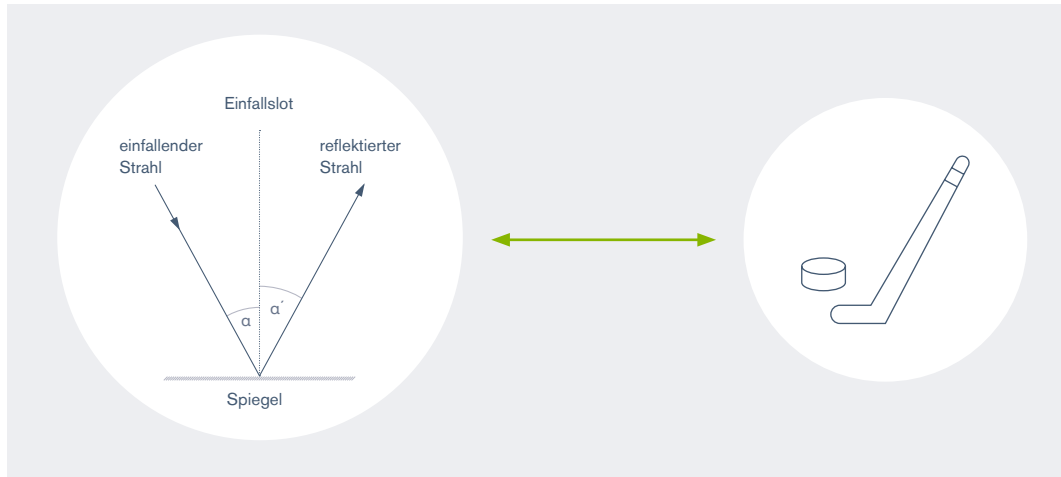 Einfallslot
einfallender
Strahl
reflektierter
Strahl
α
α´
Spiegel